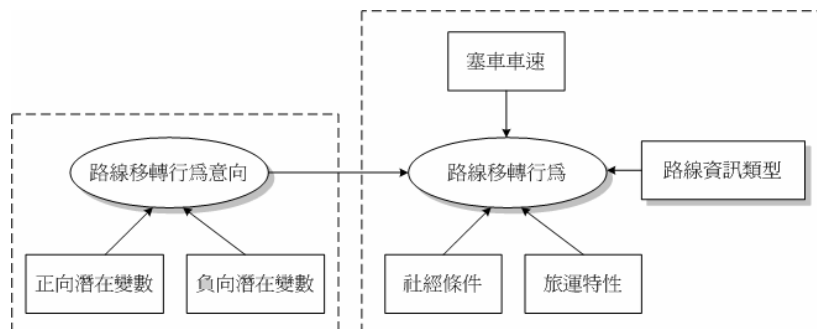 塞車車速
路線移轉行為意向
路線移轉行為
路線資訊類型
正向潛在變數
負向潛在變數
社經條件
旅運特性